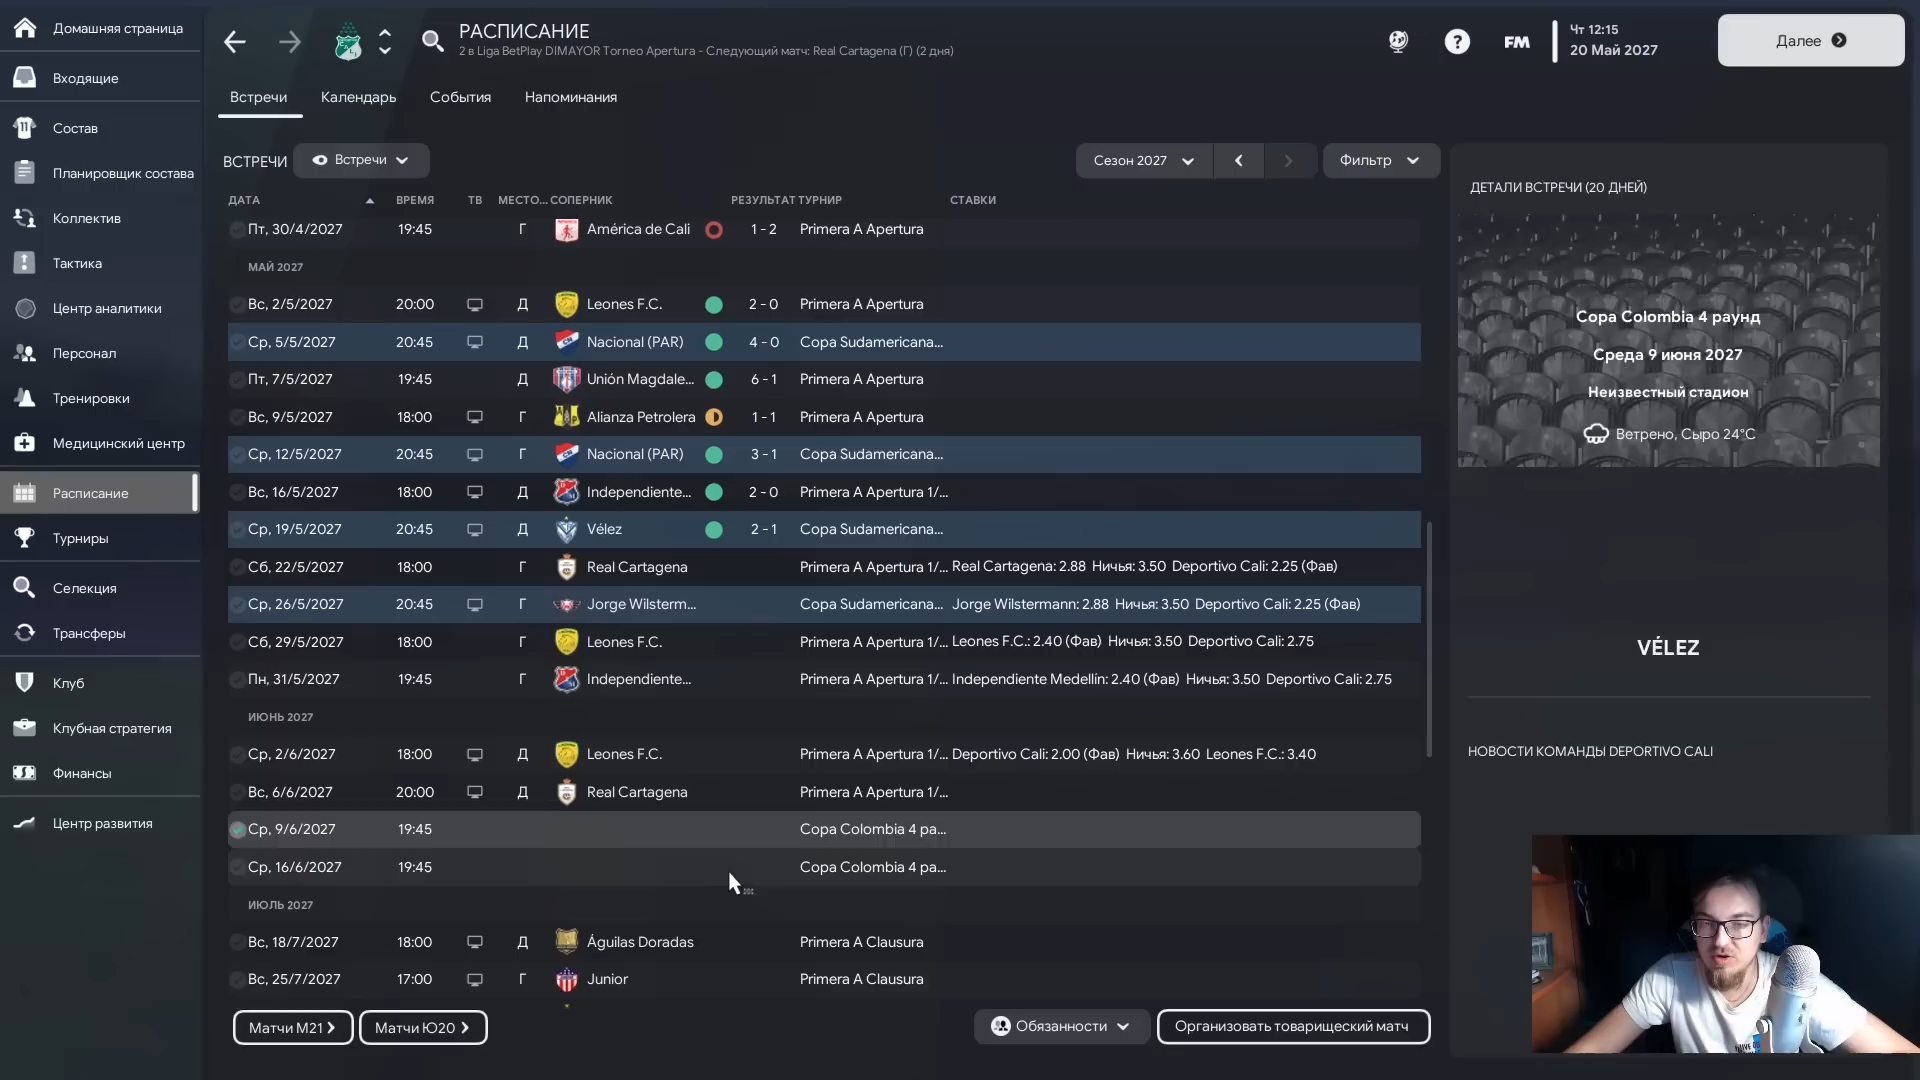 Домашняя страница
Входящие
Состав
Планировщик состава
Коллектив
Тактика
Центр аналитики
Персонал
Тренировки
Медицинский центр
Расписание
Турниры
Селекция
Трансферы
Клуб
Клубная стратегия
Финансы
Центр развития
РАСПИСАНИЕ
2 в Liga BetPlay DIMAYOR Torneo Apertura - Следующий матч: Real Cartagena (Г) (2 дня)
FM
Чт 12:15
20 Май 2027
Далее
Встречи Календарь События Напоминания
ВСТРЕЧИ Встречи Сезон 2027 Фильтр
ДАТА ВРЕМЯ ТВ МЕСТО... СОПЕРНИК РЕЗУЛЬТАТ ТУРНИР СТАВКИ
Пт, 30/4/2027 19:45 Г América de Cali 1 - 2 Primera A Apertura
МАЙ 2027
Вс, 2/5/2027 20:00 Д Leones F.C. 2 - 0 Primera A Apertura
Ср, 5/5/2027 20:45 Д Nacional (PAR) 4 - 0 Copa Sudamericana...
Пт, 7/5/2027 19:45 Д Unión Magdale... 6 - 1 Primera A Apertura
Вс, 9/5/2027 18:00 Г Alianza Petrolera 1 - 1 Primera A Apertura
Ср, 12/5/2027 20:45 Г Nacional (PAR) 3 - 1 Copa Sudamericana...
Вс, 16/5/2027 18:00 Д Independiente... 2 - 0 Primera A Apertura 1/...
Ср, 19/5/2027 20:45 Д Vélez 2 - 1 Copa Sudamericana...
Сб, 22/5/2027 18:00 Г Real Cartagena Primera A Apertura 1/... Real Cartagena: 2.88 Ничья: 3.50 Deportivo Cali: 2.25 (Фав)
Ср, 26/5/2027 20:45 Г Jorge Wilsterm... Copa Sudamericana... Jorge Wilstermann: 2.88 Ничья: 3.50 Deportivo Cali: 2.25 (Фав)
Сб, 29/5/2027 18:00 Г Leones F.C. Primera A Apertura 1/... Leones F.C.: 2.40 (Фав) Ничья: 3.50 Deportivo Cali: 2.75
Пн, 31/5/2027 19:45 Г Independiente... Primera A Apertura 1/... Independiente Medellín: 2.40 (Фав) Ничья: 3.50 Deportivo Cali: 2.75
ИЮНЬ 2027
Ср, 2/6/2027 18:00 Д Leones F.C. Primera A Apertura 1/... Deportivo Cali: 2.00 (Фав) Ничья: 3.60 Leones F.C.: 3.40
Вс, 6/6/2027 20:00 Д Real Cartagena Primera A Apertura 1/...
Ср, 9/6/2027 19:45 Copa Colombia 4 ра...
Ср, 16/6/2027 19:45 Copa Colombia 4 ра...
ИЮЛЬ 2027
Вс, 18/7/2027 18:00 Д Águilas Doradas Primera A Clausura
Вс, 25/7/2027 17:00 Г Junior Primera A Clausura
Матчи М21 Матчи Ю20 Обязанности Организовать товарищеский матч
ДЕТАЛИ ВСТРЕЧИ (20 ДНЕЙ)
Copa Colombia 4 раунд
Среда 9 июня 2027
Неизвестный стадион
Ветрено, Сыро 24°C
VÉLEZ
НОВОСТИ КОМАНДЫ DEPORTIVO CALI